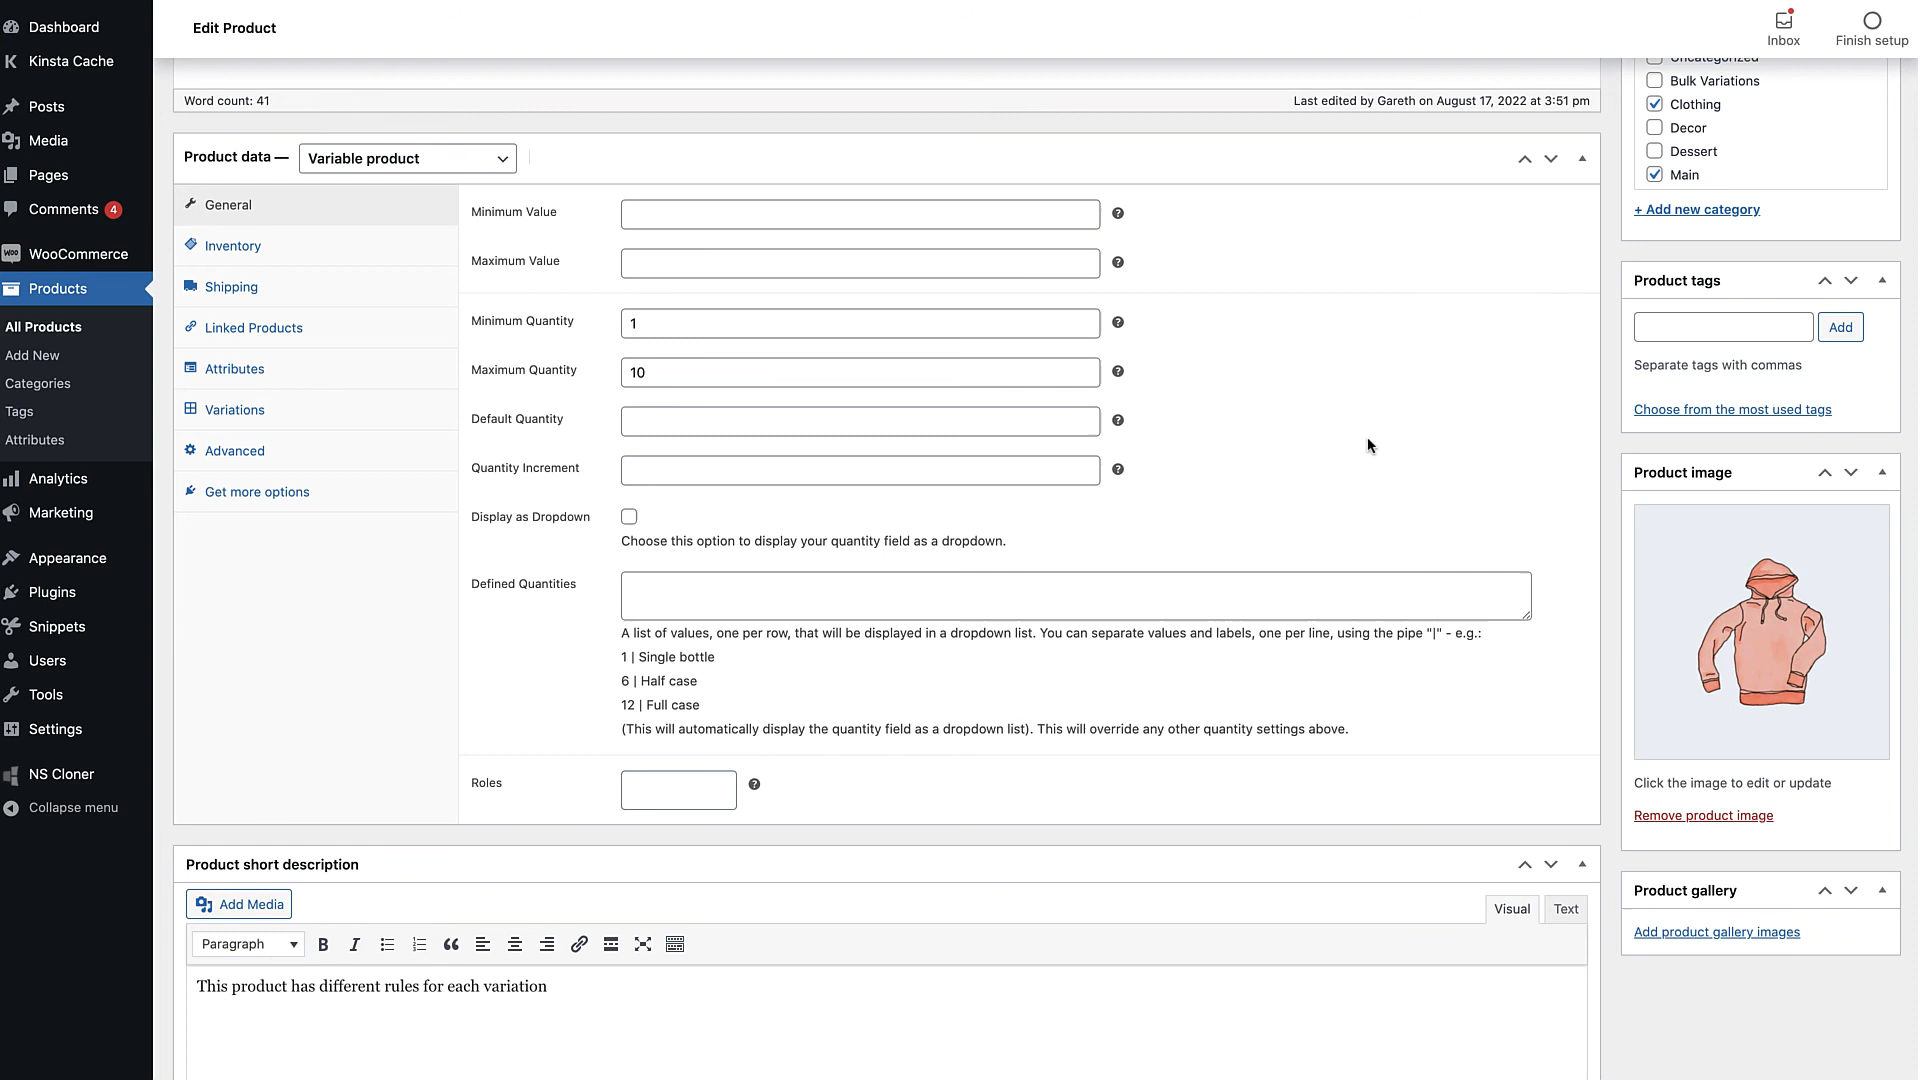 Dashboard
Kinsta Cache
Posts
Media
Pages
Comments 4
WooCommerce
Products
All Products
Add New
Categories
Tags
Attributes
Analytics
Marketing
Appearance
Plugins
Snippets
Users
Tools
Settings
NS Cloner
Collapse menu
Edit Product
Inbox
Finish setup
Word count: 41
Last edited by Gareth on August 17, 2022 at 3:51 pm
Product data — Variable product
General
Inventory
Shipping
Linked Products
Attributes
Variations
Advanced
Get more options
Minimum Value
Maximum Value
Minimum Quantity 1
Maximum Quantity 10
Default Quantity
Quantity Increment
Display as Dropdown
Choose this option to display your quantity field as a dropdown.
Defined Quantities
A list of values, one per row, that will be displayed in a dropdown list. You can separate values and labels, one per line, using the pipe "|" - e.g.:
1 | Single bottle
6 | Half case
12 | Full case
(This will automatically display the quantity field as a dropdown list). This will override any other quantity settings above.
Roles
Product short description
Add Media
Visual Text
Paragraph
This product has different rules for each variation
Uncategorized
Bulk Variations
Clothing
Decor
Dessert
Main
+ Add new category
Product tags
Add
Separate tags with commas
Choose from the most used tags
Product image
Click the image to edit or update
Remove product image
Product gallery
Add product gallery images